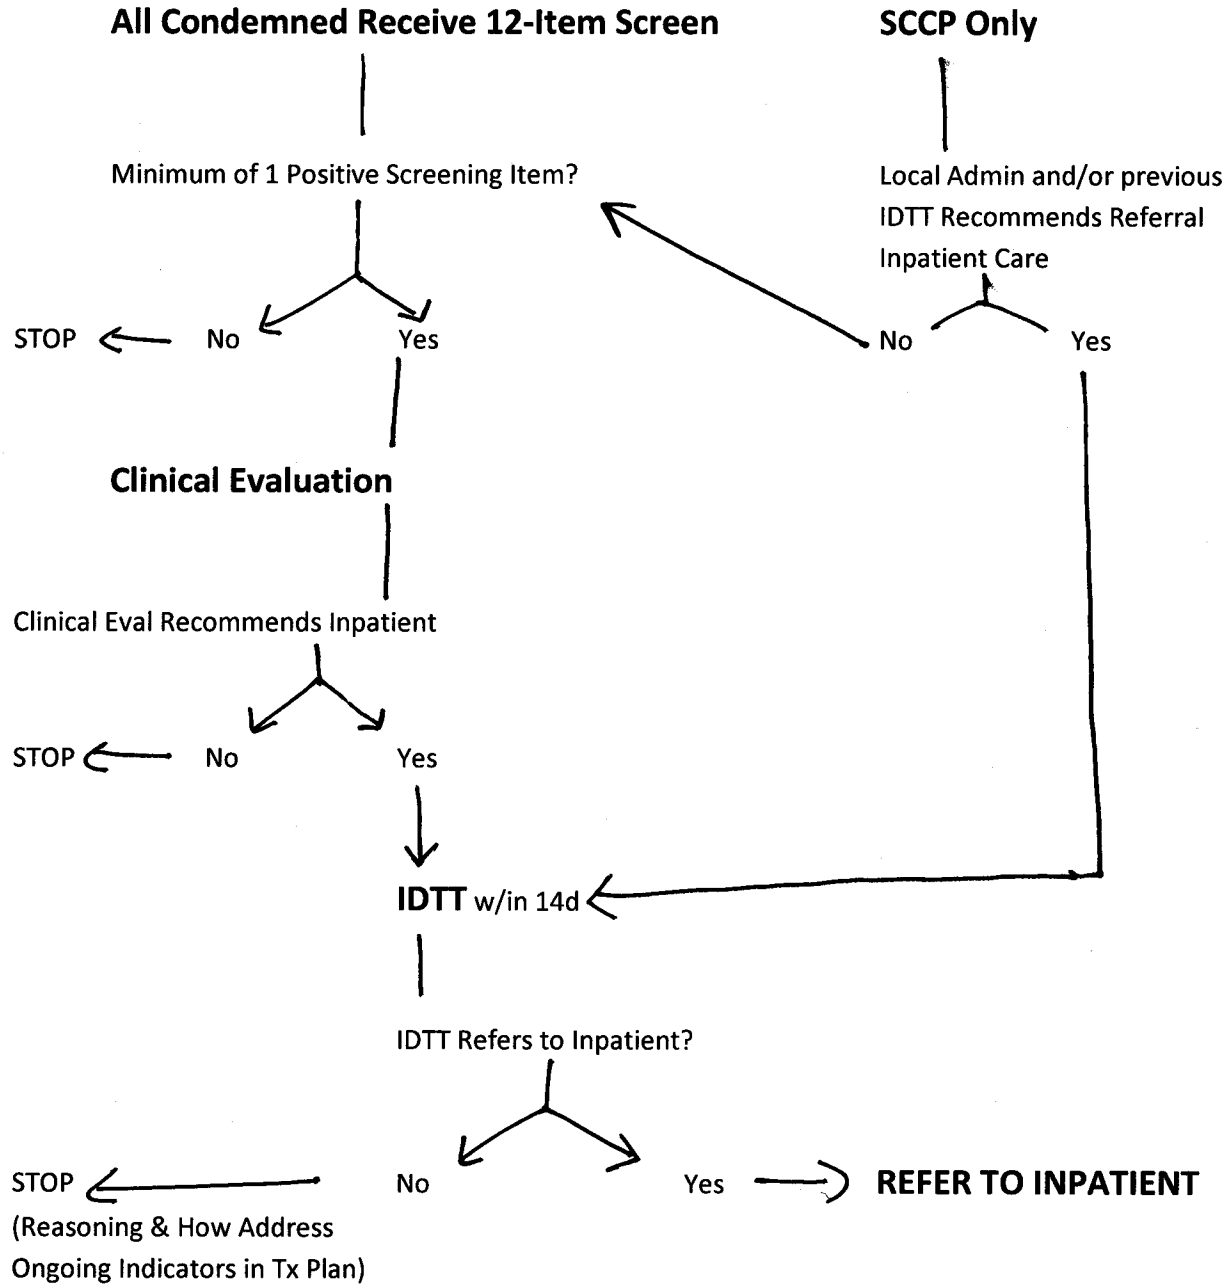 All Condemned Receive 12-Item Screen
SCCP Only
Minimum of 1 Positive Screening Item?
Local Admin and/or previous
IDTT Recommends Referral
Inpatient Care
STOP
No
Yes
No
Yes
Clinical Evaluation
Clinical Eval Recommends Inpatient
STOP
No
Yes
IDTT w/in 14d
IDTT Refers to Inpatient?
STOP
No
Yes
REFER TO INPATIENT
(Reasoning & How Address
Ongoing Indicators in Tx Plan)